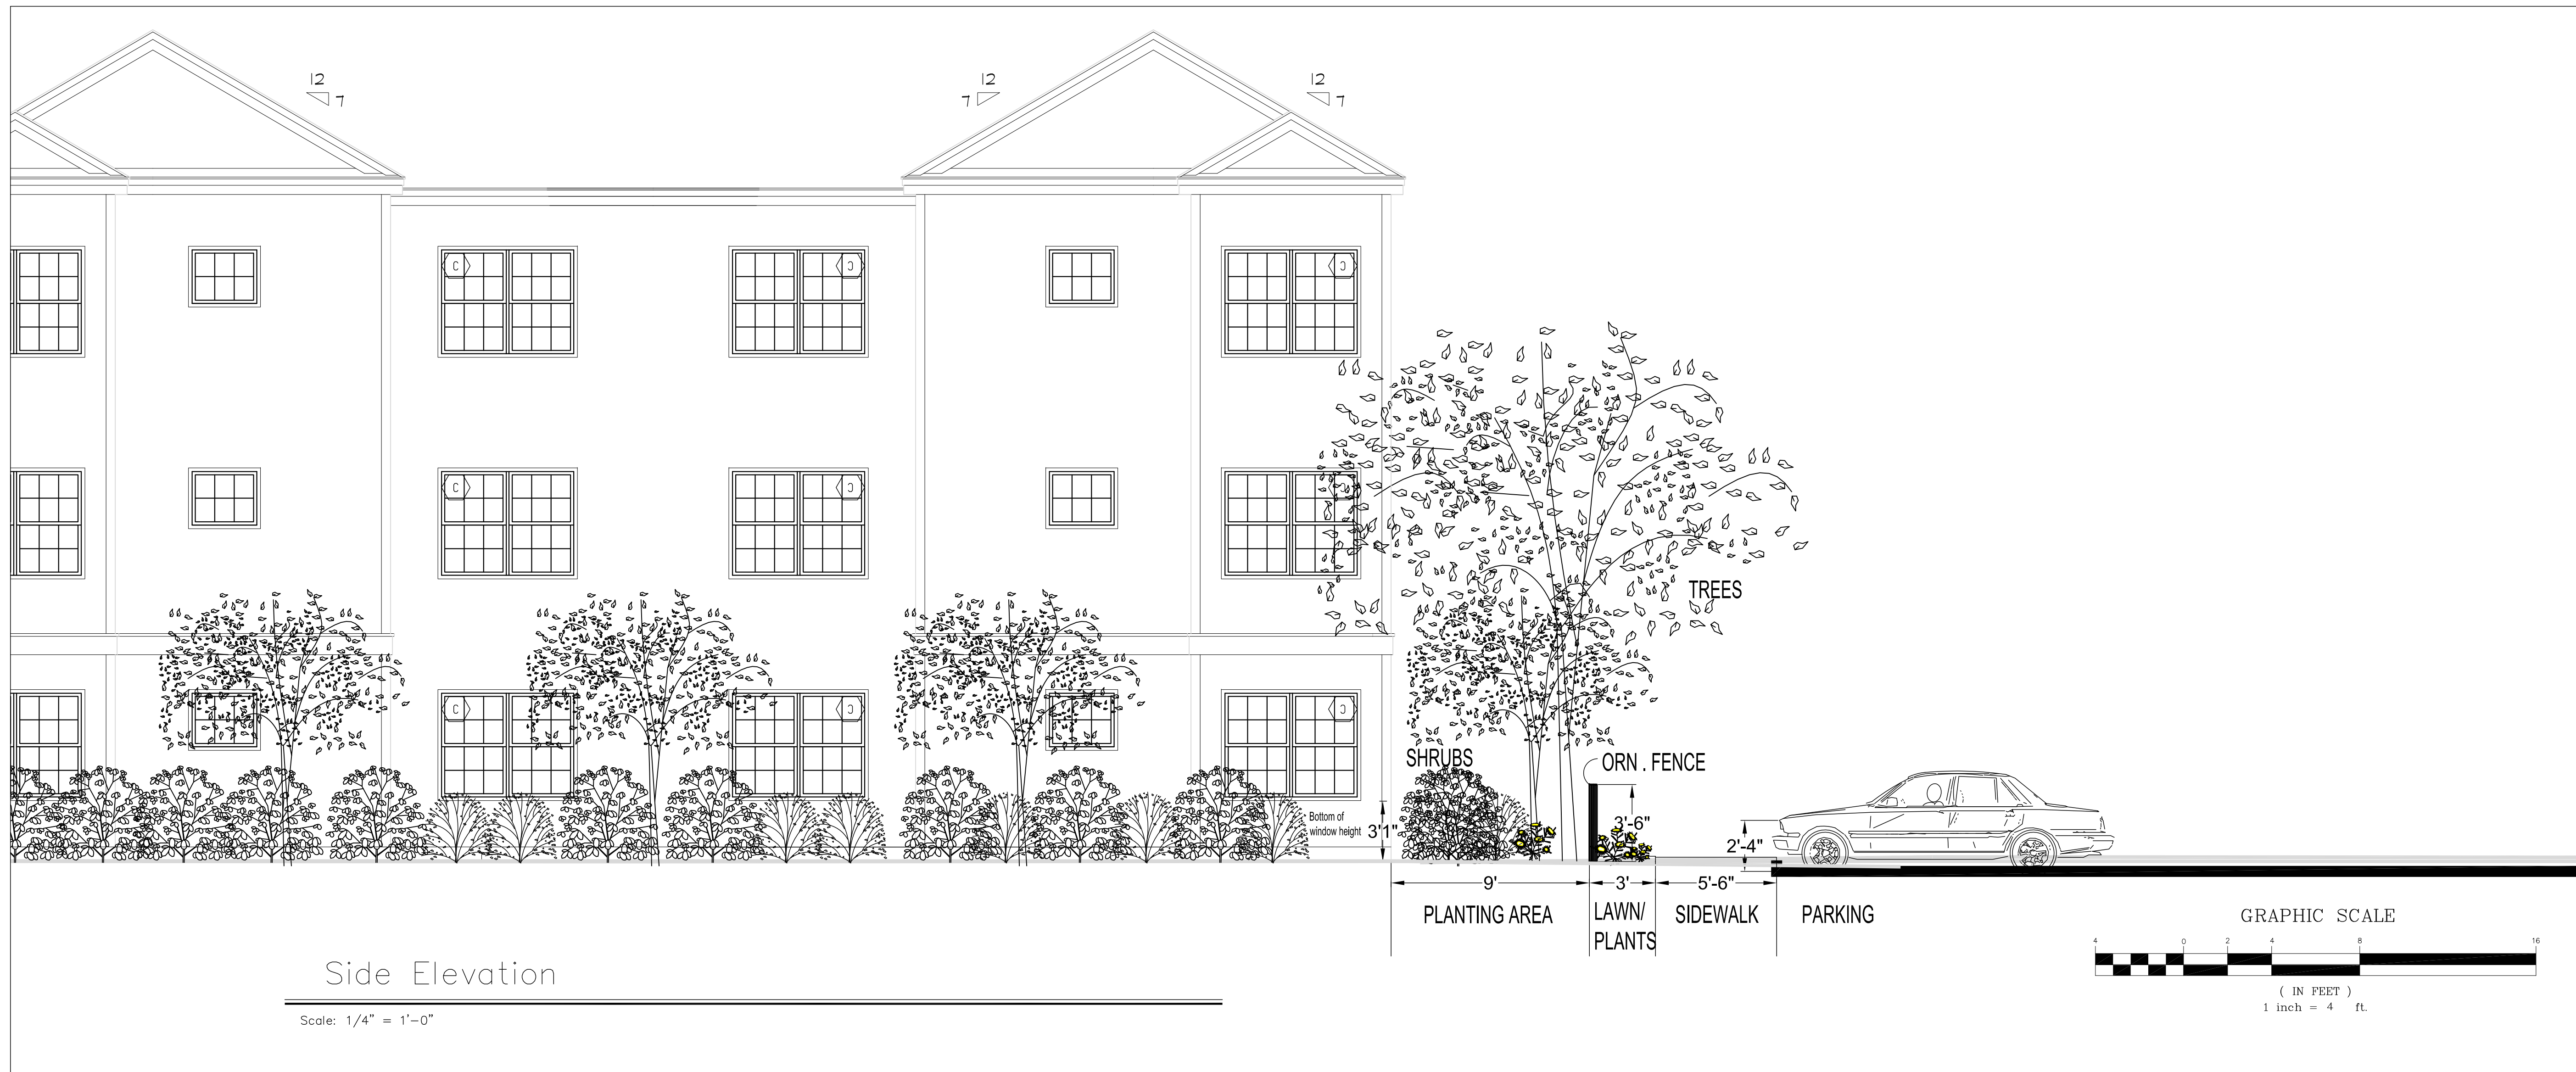 12
7
12
7
12
7
C
C
C
C
C
C
C
C
C
C
C
C
TREES
SHRUBS
ORN . FENCE
Bottom of
window height
3'1"
3'-6"
2'-4"
9'
3'
5'-6"
PLANTING AREA
LAWN/
PLANTS
SIDEWALK
PARKING
Side Elevation
Scale: 1/4" = 1'-0"
GRAPHIC SCALE
4 0 2 4 8 16
( IN FEET )
1 inch = 4 ft.